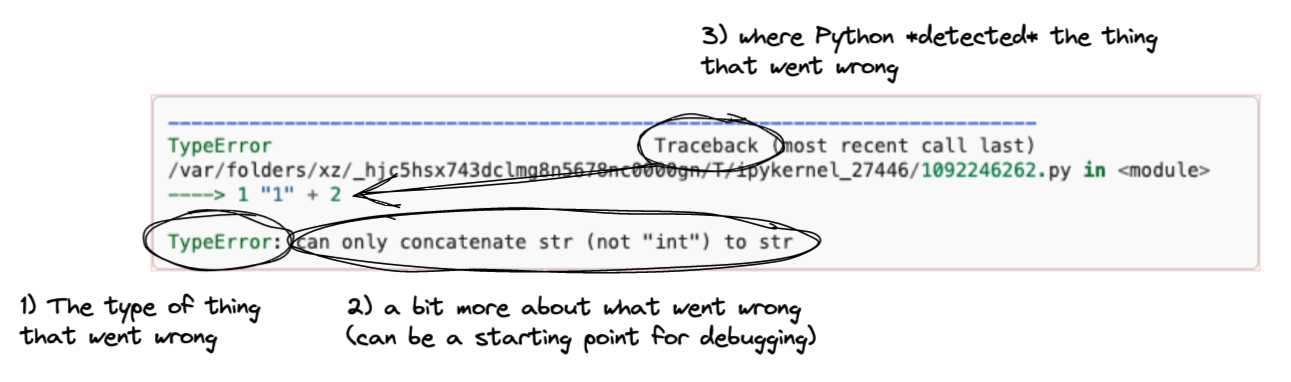 3) where Python *detected* the thing
that went wrong
TypeError Traceback (most recent call last)
/var/folders/xz/_hjc5hsx743dclmg8n5678nc0000gn/T/ipykernel_27446/1092246262.py in <module>
----> 1 "1" + 2
TypeError: can only concatenate str (not "int") to str
1) The type of thing
that went wrong
2) a bit more about what went wrong
(can be a starting point for debugging)